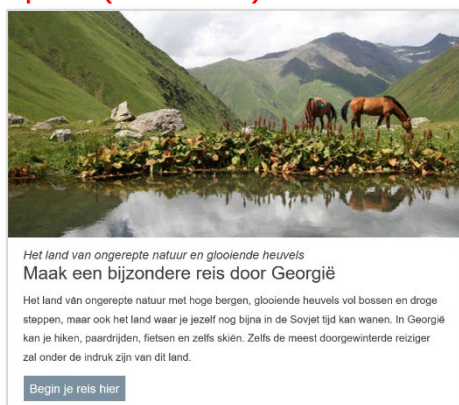 Het land van ongerepte natuur en glooiende heuvels
Maak een bijzondere reis door Georgië
Het land van ongerepte natuur met hoge bergen, glooiende heuvels vol bossen en droge
steppen, maar ook het land waar je jezelf nog bijna in de Sovjet tijd kan wanen. In Georgië
kan je hiken, paardrijden, fietsen en zelfs skiën. Zelfs de meest doorgewinterde reiziger
zal onder de indruk zijn van dit land.
Begin je reis hier